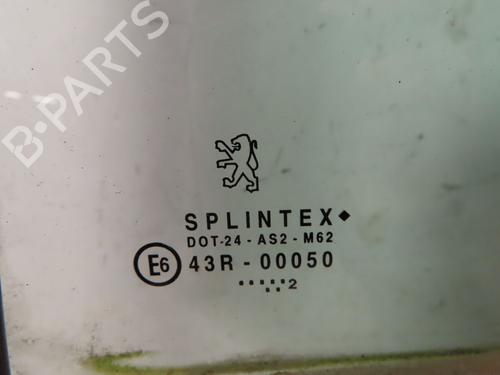 B-PARTS
SPLINTEX
DOT-24 - AS2 - M62
E6 43R - 00050
2